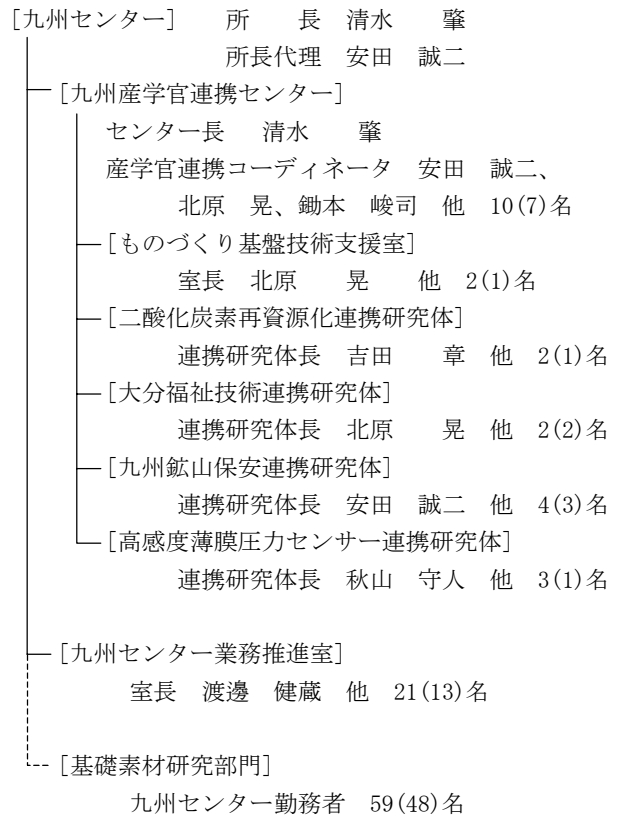 [九州センター]　所　　長　清水　　肇
所長代理　安田　誠二
[九州産学官連携センター]
センター長　清水　　肇
産学官連携コーディネータ　安田　誠二、
北原　晃、鋤本　峻司　他　10(7)名
[ものづくり基盤技術支援室]
室長　北原　　晃　　他　2(1)名
[二酸化炭素再資源化連携研究体]
連携研究体長　吉田　　章　他　2(1)名
[大分福祉技術連携研究体]
連携研究体長　北原　　晃　他　2(2)名
[九州鉱山保安連携研究体]
連携研究体長　安田　誠二　他　4(3)名
[高感度薄膜圧力センサー連携研究体]
連携研究体長　秋山　守人　他　3(1)名
[九州センター業務推進室]
室長　渡邊　健蔵　他　21(13)名
[基礎素材研究部門]
九州センター勤務者　59(48)名